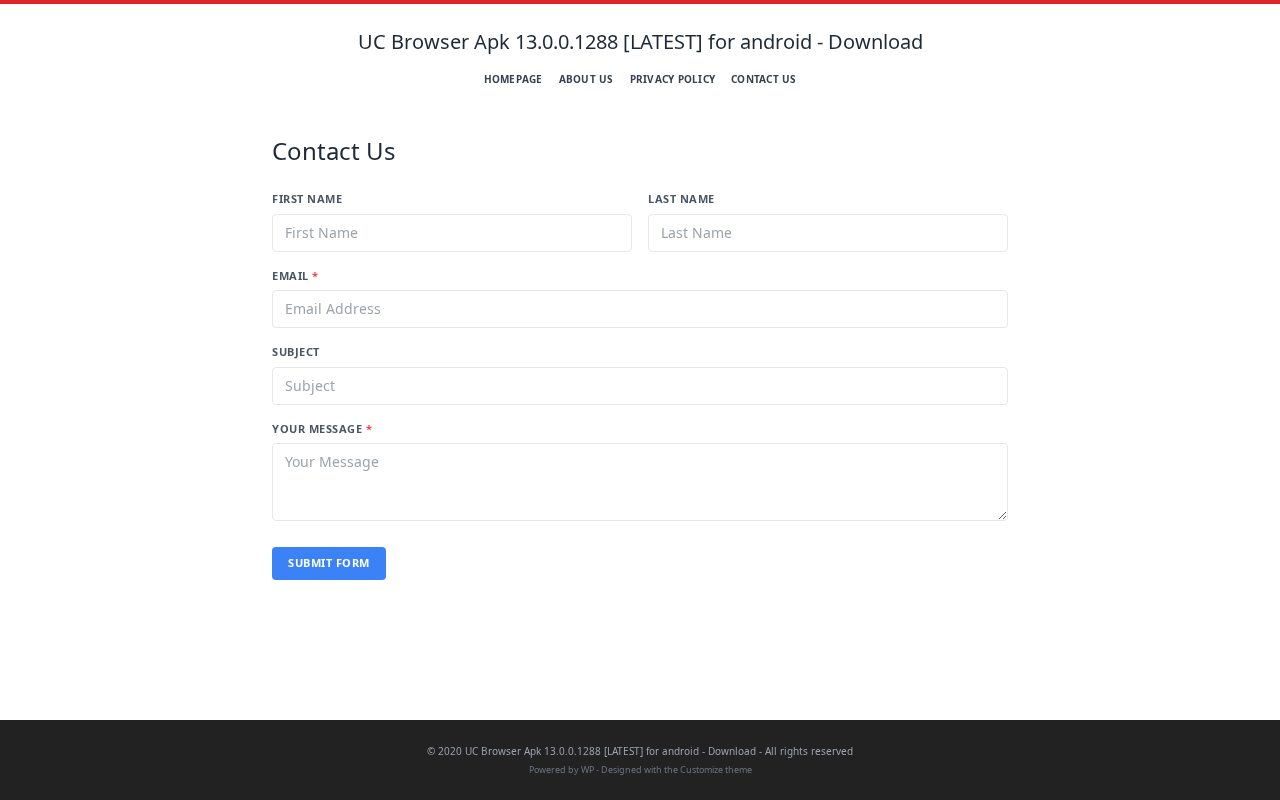 UC Browser Apk 13.0.0.1288 [LATEST] for android - Download
HOMEPAGE ABOUT US PRIVACY POLICY CONTACT US
Contact Us
FIRST NAME LAST NAME
First Name Last Name
EMAIL *
Email Address
SUBJECT
Subject
YOUR MESSAGE *
Your Message
SUBMIT FORM
© 2020 UC Browser Apk 13.0.0.1288 [LATEST] for android - Download - All rights reserved
Powered by WP - Designed with the Customize theme